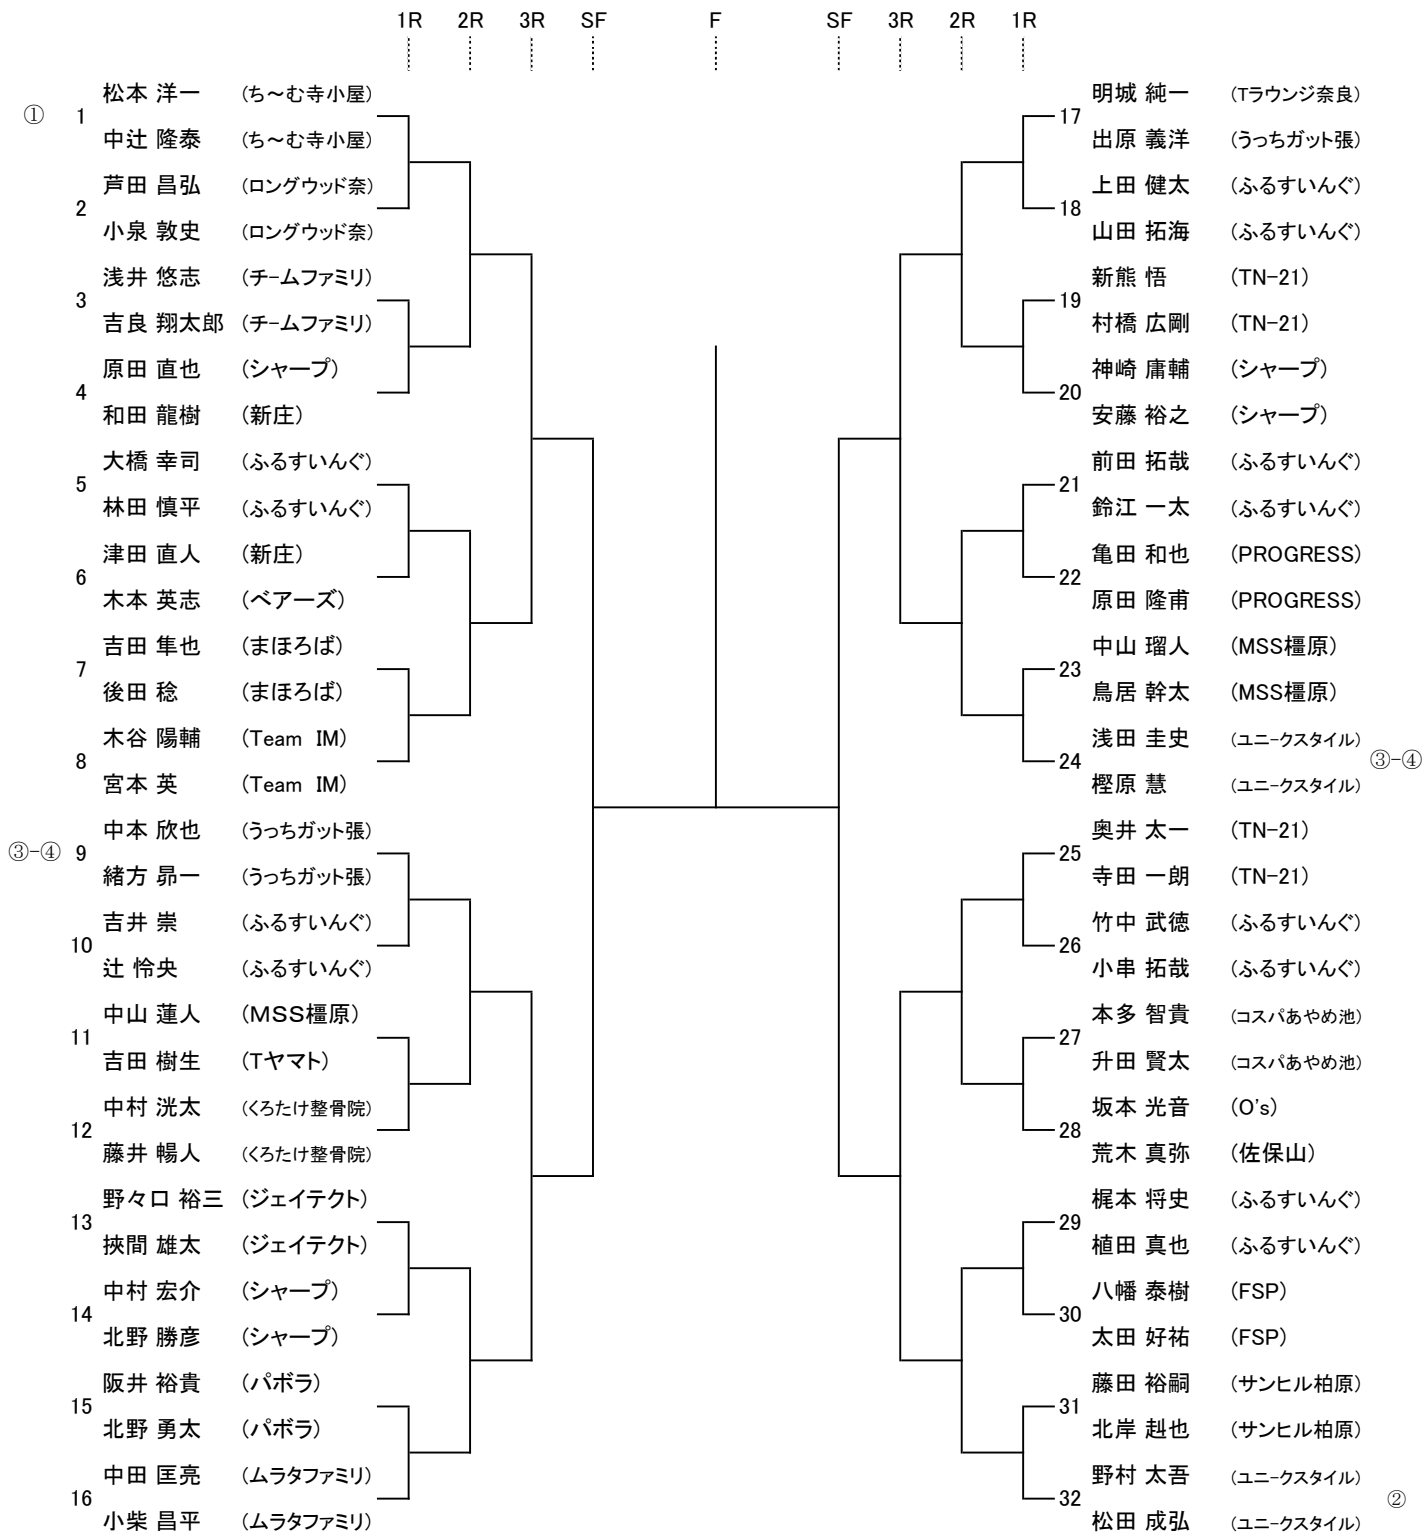 1R 2R 3R SF F SF 3R 2R 1R
松本 洋一 (ち～む寺小屋)
① 1
中辻 隆泰 (ち～む寺小屋)
芦田 昌弘 (ロングウッド奈)
2
小泉 敦史 (ロングウッド奈)
浅井 悠志 (チームファミリ)
3
吉良 翔太郎 (チームファミリ)
原田 直也 (シャープ)
4
和田 龍樹 (新庄)
大橋 幸司 (ふるすいんぐ)
5
林田 慎平 (ふるすいんぐ)
津田 直人 (新庄)
6
木本 英志 (ベアーズ)
吉田 隼也 (まほろば)
7
後田 稔 (まほろば)
木谷 陽輔 (Team IM)
8
宮本 英 (Team IM)
中本 欣也 (うっちガット張)
③-④ 9
緒方 昴一 (うっちガット張)
吉井 崇 (ふるすいんぐ)
10
辻 怜央 (ふるすいんぐ)
中山 蓮人 (MSS橿原)
11
吉田 樹生 (Tヤマト)
中村 洸太 (くろたけ整骨院)
12
藤井 暢人 (くろたけ整骨院)
野々口 裕三 (ジェイテクト)
13
挾間 雄太 (ジェイテクト)
中村 宏介 (シャープ)
14
北野 勝彦 (シャープ)
阪井 裕貴 (パボラ)
15
北野 勇太 (パボラ)
中田 匡亮 (ムラタファミリ)
16
小柴 昌平 (ムラタファミリ)
明城 純一 (Tラウンジ奈良)
17
出原 義洋 (うっちガット張)
上田 健太 (ふるすいんぐ)
18
山田 拓海 (ふるすいんぐ)
新熊 悟 (TN-21)
19
村橋 広剛 (TN-21)
神崎 庸輔 (シャープ)
20
安藤 裕之 (シャープ)
前田 拓哉 (ふるすいんぐ)
21
鈴江 一太 (ふるすいんぐ)
亀田 和也 (PROGRESS)
22
原田 隆甫 (PROGRESS)
中山 瑠人 (MSS橿原)
23
鳥居 幹太 (MSS橿原)
浅田 圭史 (ユニークスタイル)
24 ③-④
樫原 慧 (ユニークスタイル)
奥井 太一 (TN-21)
25
寺田 一朗 (TN-21)
竹中 武徳 (ふるすいんぐ)
26
小串 拓哉 (ふるすいんぐ)
本多 智貴 (コスパあやめ池)
27
升田 賢太 (コスパあやめ池)
坂本 光音 (O's)
28
荒木 真弥 (佐保山)
梶本 将史 (ふるすいんぐ)
29
植田 真也 (ふるすいんぐ)
八幡 泰樹 (FSP)
30
太田 好祐 (FSP)
藤田 裕嗣 (サンヒル柏原)
31
北岸 赳也 (サンヒル柏原)
野村 太吾 (ユニークスタイル)
32 ②
松田 成弘 (ユニークスタイル)